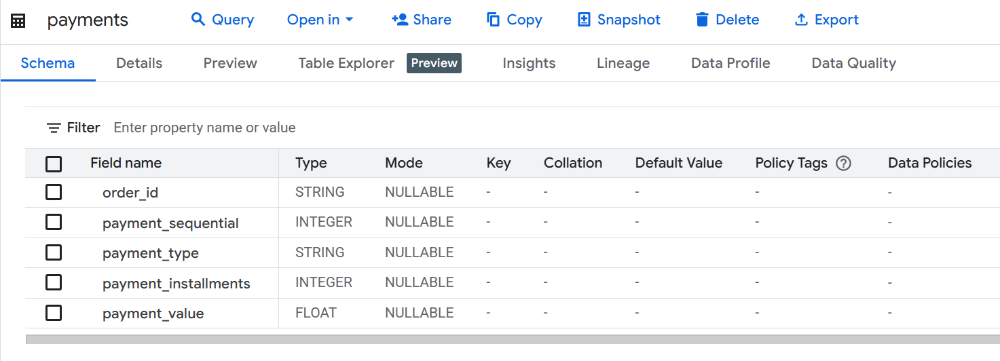 payments Query Open in Share Copy Snapshot Delete Export
Schema Details Preview Table Explorer Preview Insights Lineage Data Profile Data Quality
Filter Enter property name or value
Field name Type Mode Key Collation Default Value Policy Tags ? Data Policies
order_id STRING NULLABLE - - - - -
payment_sequential INTEGER NULLABLE - - - - -
payment_type STRING NULLABLE - - - - -
payment_installments INTEGER NULLABLE - - - - -
payment_value FLOAT NULLABLE - - - - -